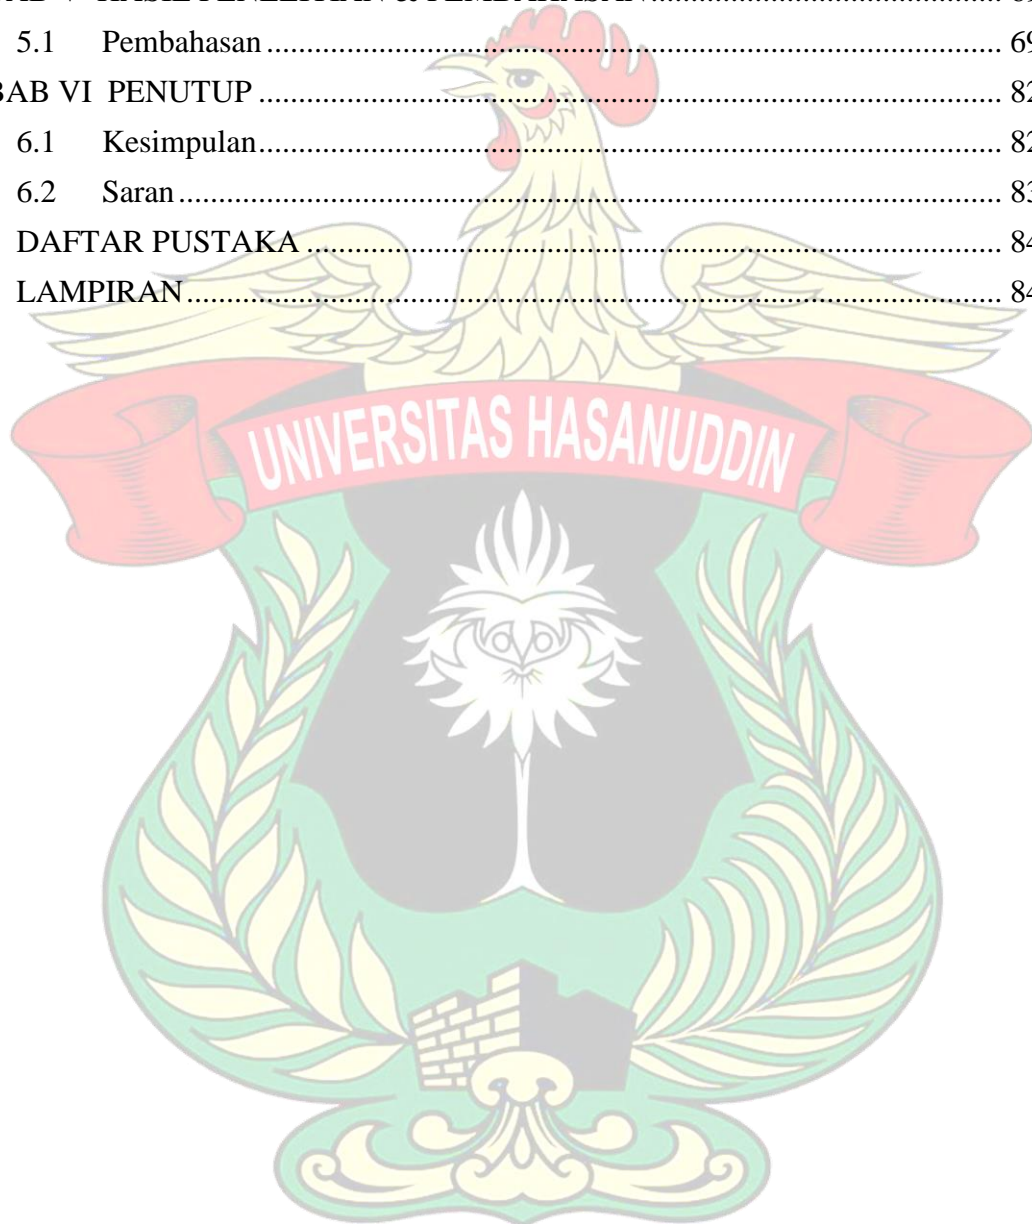 5.1 Pembahasan ........ 69
BAB VI PENUTUP ........ 82
6.1 Kesimpulan ........ 82
6.2 Saran ........ 83
DAFTAR PUSTAKA ........ 84
LAMPIRAN ........ 84
UNIVERSITAS HASANUDDIN